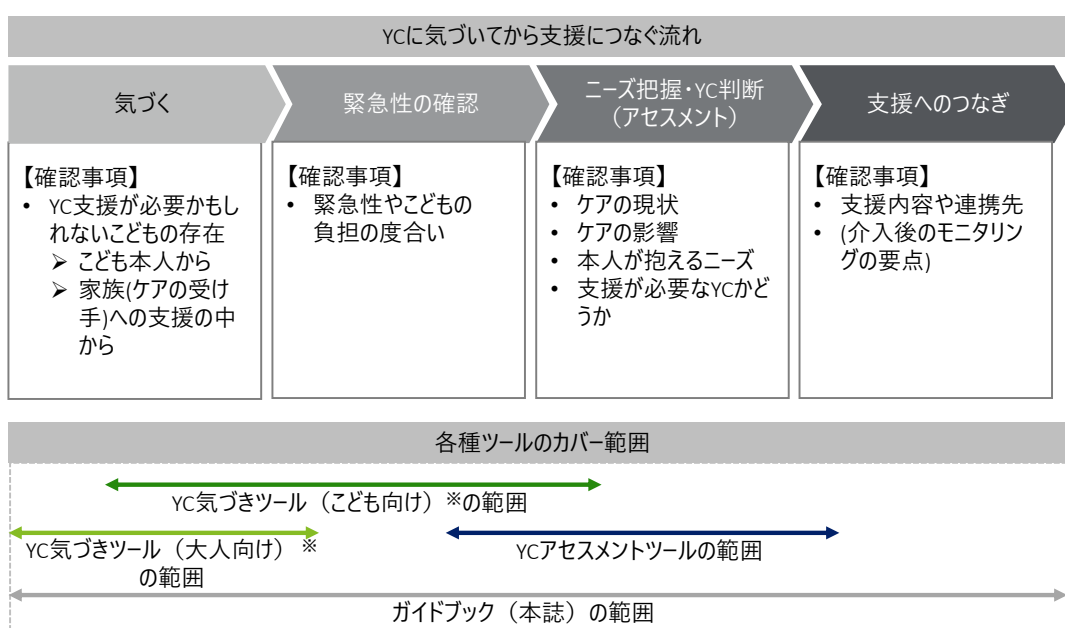 YCに気づいてから支援につなぐ流れ
気づく
緊急性の確認
ニーズ把握・YC判断
（アセスメント）
支援へのつなぎ
【確認事項】
• YC支援が必要かもし
れないこどもの存在
➢ こども本人から
➢ 家族(ケアの受け
手)への支援の中
から
【確認事項】
• 緊急性やこどもの
負担の度合い
【確認事項】
• ケアの現状
• ケアの影響
• 本人が抱えるニーズ
• 支援が必要なYCかど
うか
【確認事項】
• 支援内容や連携先
• (介入後のモニタリン
グの要点)
各種ツールのカバー範囲
YC気づきツール（こども向け）※の範囲
YC気づきツール（大人向け）※
の範囲
YCアセスメントツールの範囲
ガイドブック（本誌）の範囲